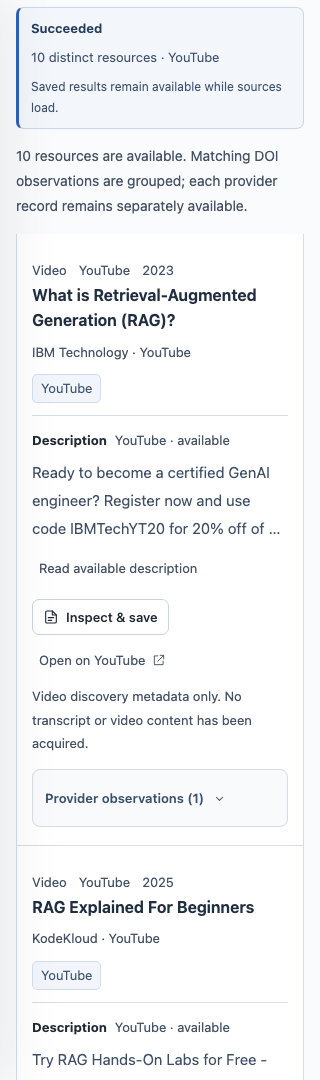 Succeeded
10 distinct resources · YouTube
Saved results remain available while sources
load.
10 resources are available. Matching DOI
observations are grouped; each provider
record remains separately available.
Video YouTube 2023
What is Retrieval-Augmented
Generation (RAG)?
IBM Technology · YouTube
YouTube
Description YouTube · available
Ready to become a certified GenAI
engineer? Register now and use
code IBMTechYT20 for 20% off of ...
Read available description
Inspect & save
Open on YouTube
Video discovery metadata only. No
transcript or video content has been
acquired.
Provider observations (1)
Video YouTube 2025
RAG Explained For Beginners
KodeKloud · YouTube
YouTube
Description YouTube · available
Try RAG Hands-On Labs for Free -